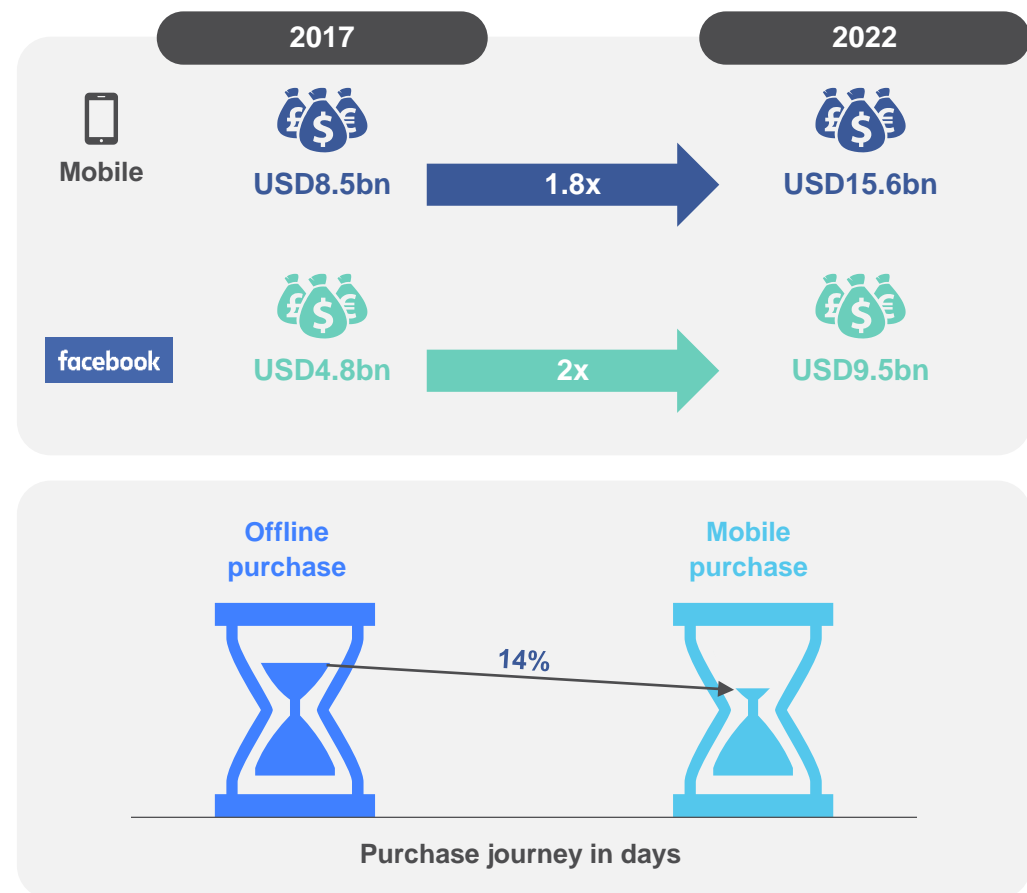 2017
2022
Mobile
USD8.5bn
1.8x
USD15.6bn
facebook
USD4.8bn
2x
USD9.5bn
Offline
purchase
Mobile
purchase
14%
Purchase journey in days